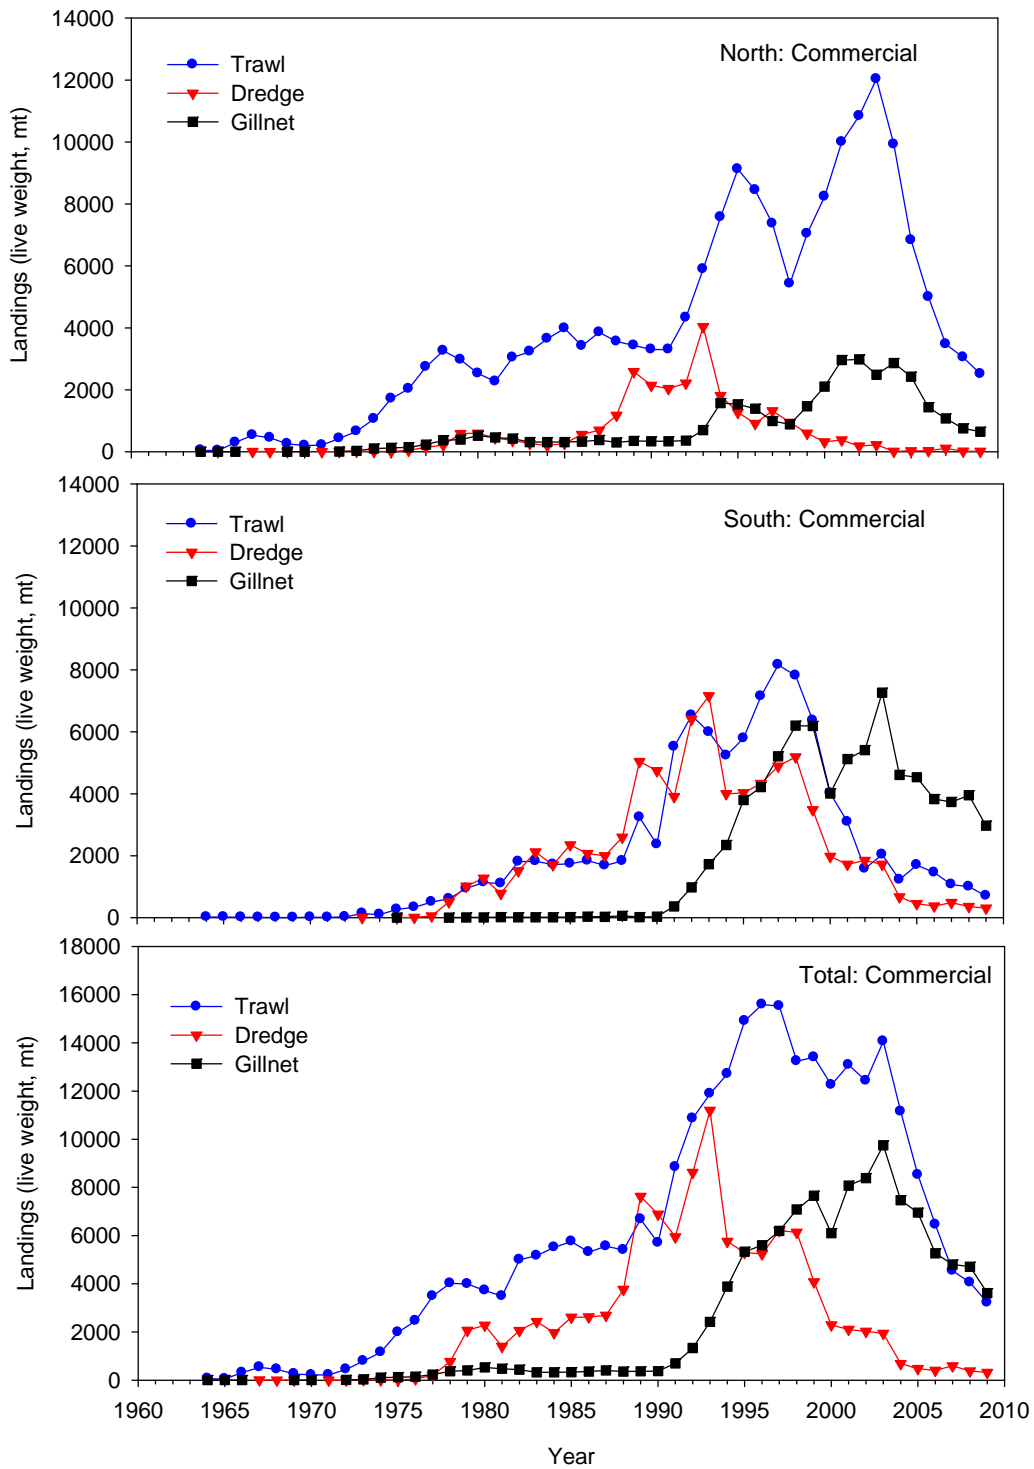 14000
North: Commercial
Trawl
12000
Dredge
Gillnet
10000
8000
6000
4000
2000
0
Landings (live weight, mt)
14000
South: Commercial
Trawl
12000
Dredge
Gillnet
10000
8000
6000
4000
2000
0
Landings (live weight, mt)
18000
Total: Commercial
16000
Trawl
Dredge
14000
Gillnet
12000
10000
8000
6000
4000
2000
0
Landings (live weight, mt)
1960 1965 1970 1975 1980 1985 1990 1995 2000 2005 2010
Year